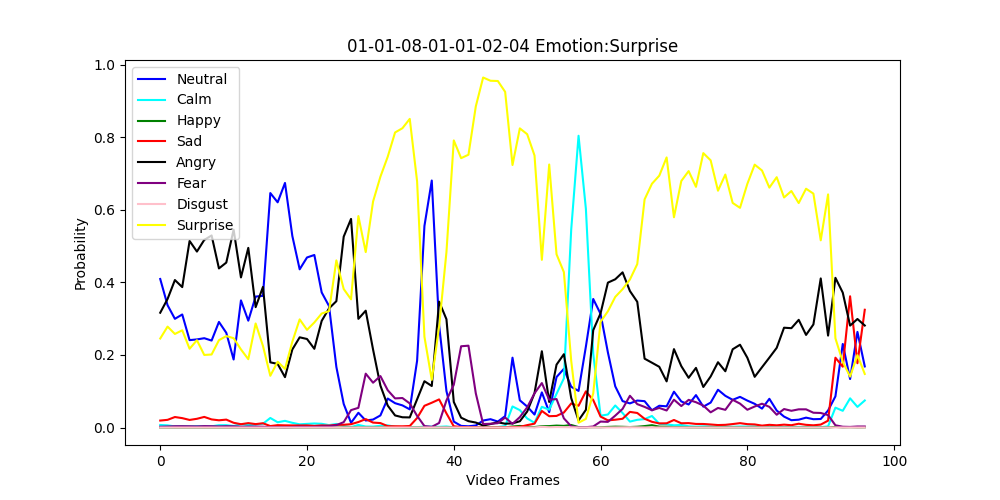 01-01-08-01-01-02-04 Emotion:Surprise
1.0
0.8
0.6
0.4
0.2
0.0
Probability
Neutral
Calm
Happy
Sad
Angry
Fear
Disgust
Surprise
0 20 40 60 80 100
Video Frames